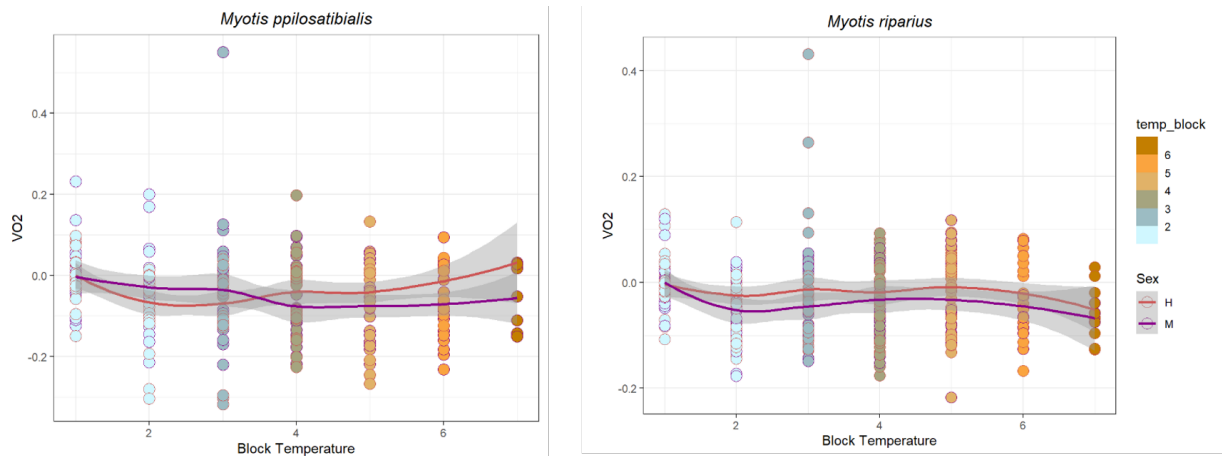 Myotis ppilosatibialis
VO2
0.4
0.2
0.0
-0.2
2
4
6
Block Temperature
Myotis riparius
VO2
0.4
0.2
0.0
-0.2
2
4
6
Block Temperature
temp_block
6
5
4
3
2
Sex
H
M